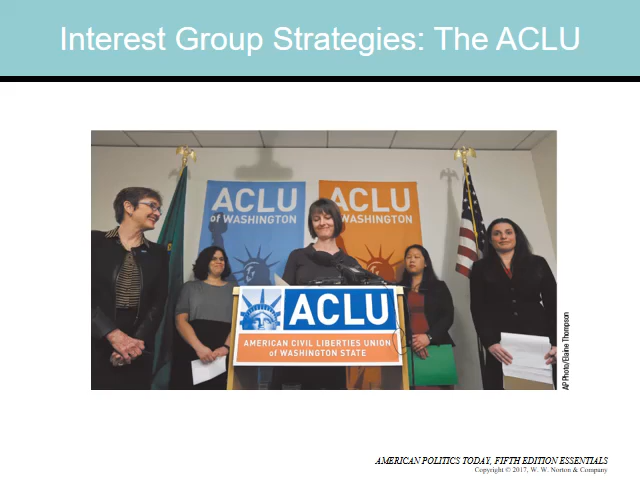 Interest Group Strategies: The ACLU
ACLU
of WASHINGTON
ACLU
of WASHINGTON
ACLU
AMERICAN CIVIL LIBERTIES UNION
of WASHINGTON STATE
AP Photo/Elaine Thompson
AMERICAN POLITICS TODAY, FIFTH EDITION ESSENTIALS
Copyright © 2017, W. W. Norton & Company